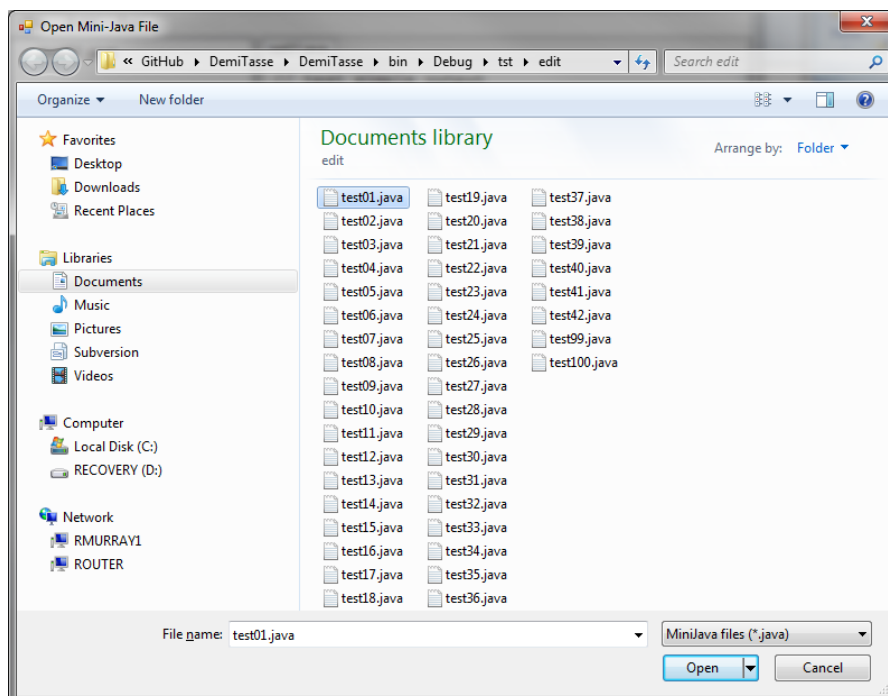 Open Mini-Java File
« GitHub DemiTasse DemiTasse bin Debug tst edit Search edit
Organize New folder
Favorites
Desktop
Downloads
Recent Places
Libraries
Documents
Music
Pictures
Subversion
Videos
Computer
Local Disk (C:)
RECOVERY (D:)
Network
RMURRAY1
ROUTER
Documents library
edit
Arrange by: Folder
test01.java test19.java test37.java
test02.java test20.java test38.java
test03.java test21.java test39.java
test04.java test22.java test40.java
test05.java test23.java test41.java
test06.java test24.java test42.java
test07.java test25.java test99.java
test08.java test26.java test100.java
test09.java test27.java
test10.java test28.java
test11.java test29.java
test12.java test30.java
test13.java test31.java
test14.java test32.java
test15.java test33.java
test16.java test34.java
test17.java test35.java
test18.java test36.java
File name: test01.java MiniJava files (*.java)
Open Cancel